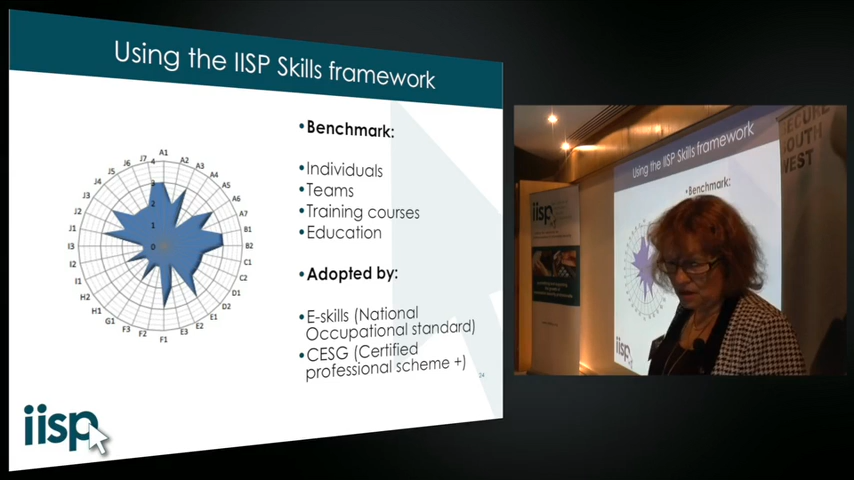 Using the IISP Skills framework
•Benchmark:
•Individuals
•Teams
•Training courses
•Education
•Adopted by:
•E-skills (National
Occupational standard)
•CESG (Certified
professional scheme +)
24
A1
A2
A3
A4
A5
A6
A7
B1
B2
C1
C2
D1
D2
E1
E2
E3
F1
F2
F3
G1
H1
H2
I1
I2
I3
J1
J2
J3
J4
J5
J6
J7
4
3
2
1
0
iisp
Using the IISP Skills framework
•Benchmark:
iisp
iisp
SECURE
SOUTH
WEST